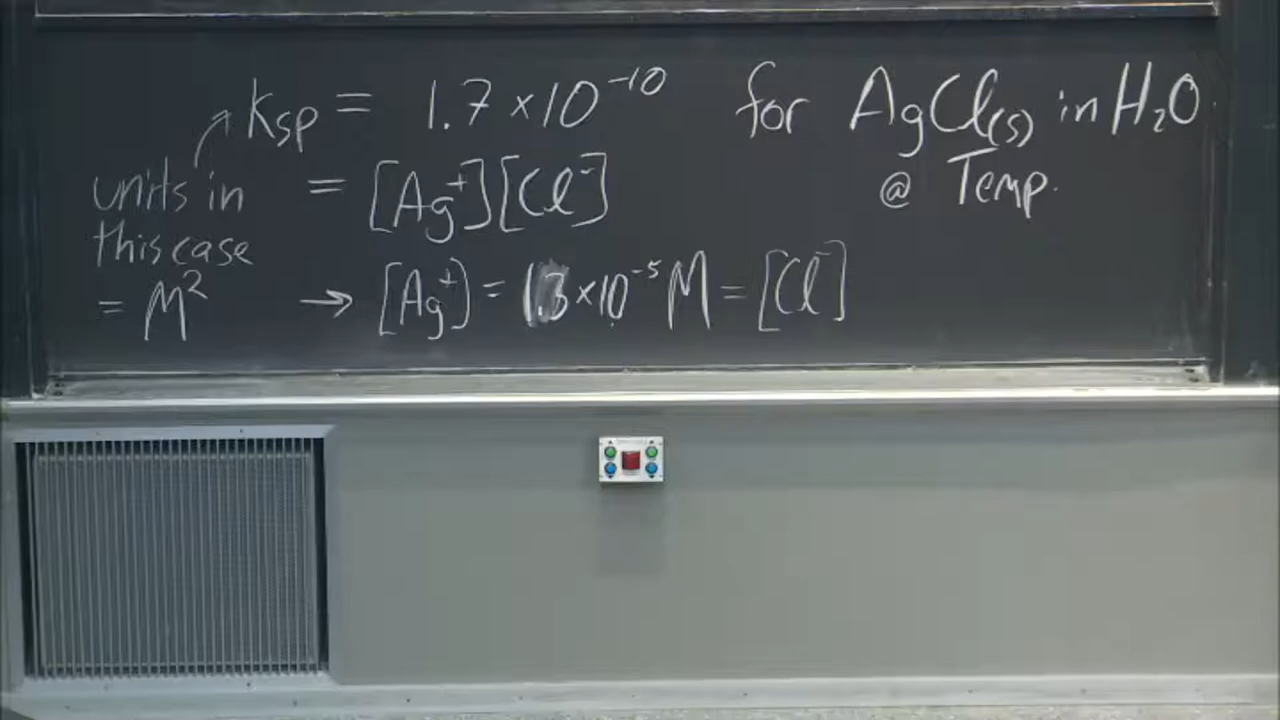 Ksp = 1.7 × 10⁻¹⁰ for AgCl(s) in H₂O
= [Ag⁺][Cl⁻] @ Temp.
units in
this case
= M²
→ [Ag⁺] = 1.3 × 10⁻⁵ M = [Cl⁻]